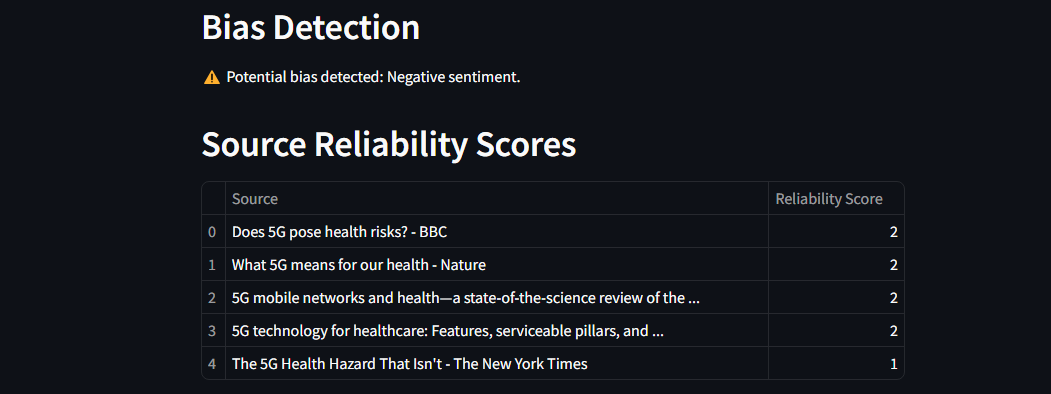 Bias Detection
⚠️ Potential bias detected: Negative sentiment.
Source Reliability Scores
Source Reliability Score
0 Does 5G pose health risks? - BBC 2
1 What 5G means for our health - Nature 2
2 5G mobile networks and health—a state-of-the-science review of the ... 2
3 5G technology for healthcare: Features, serviceable pillars, and ... 2
4 The 5G Health Hazard That Isn't - The New York Times 1